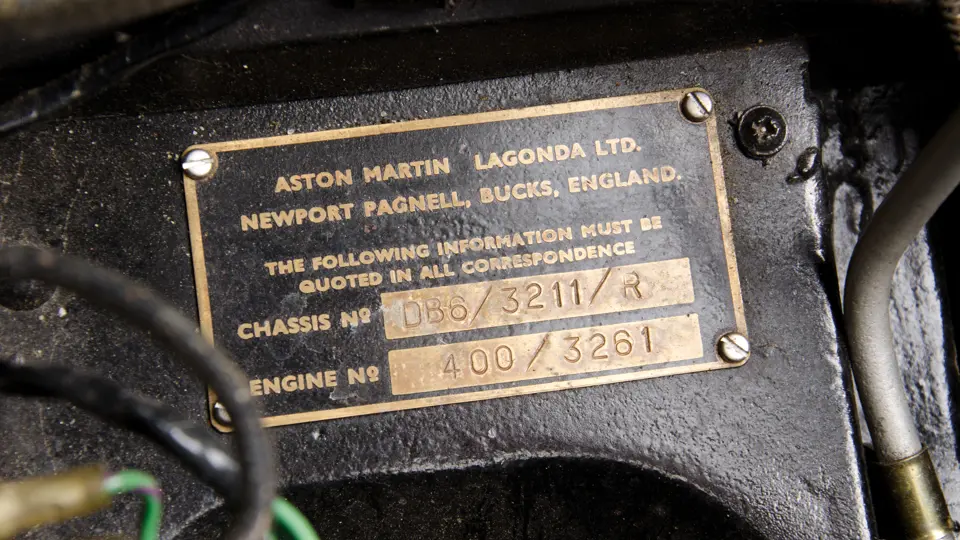 ASTON MARTIN LAGONDA LTD.
NEWPORT PAGNELL, BUCKS, ENGLAND.
THE FOLLOWING INFORMATION MUST BE
QUOTED IN ALL CORRESPONDENCE
CHASSIS Nº DB6/3211/R
ENGINE Nº 400/3261